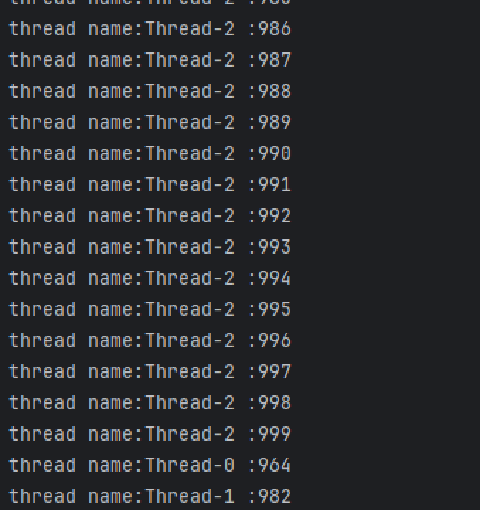 thread name:Thread-2 :986
thread name:Thread-2 :987
thread name:Thread-2 :988
thread name:Thread-2 :989
thread name:Thread-2 :990
thread name:Thread-2 :991
thread name:Thread-2 :992
thread name:Thread-2 :993
thread name:Thread-2 :994
thread name:Thread-2 :995
thread name:Thread-2 :996
thread name:Thread-2 :997
thread name:Thread-2 :998
thread name:Thread-2 :999
thread name:Thread-0 :964
thread name:Thread-1 :982